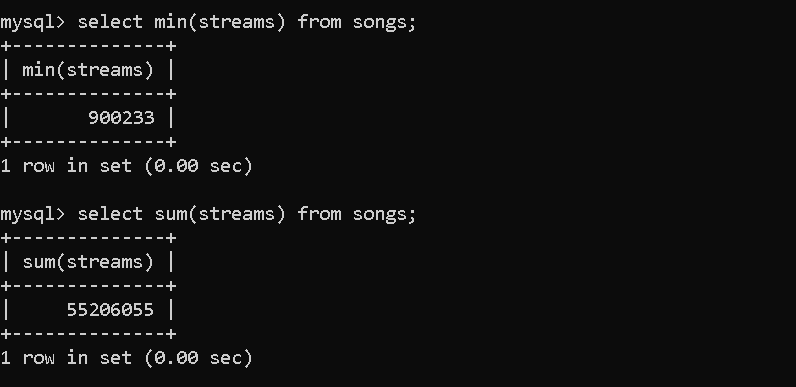 mysql> select min(streams) from songs;
+--------------+
| min(streams) |
+--------------+
|       900233 |
+--------------+
1 row in set (0.00 sec)

mysql> select sum(streams) from songs;
+--------------+
| sum(streams) |
+--------------+
|     55206055 |
+--------------+
1 row in set (0.00 sec)